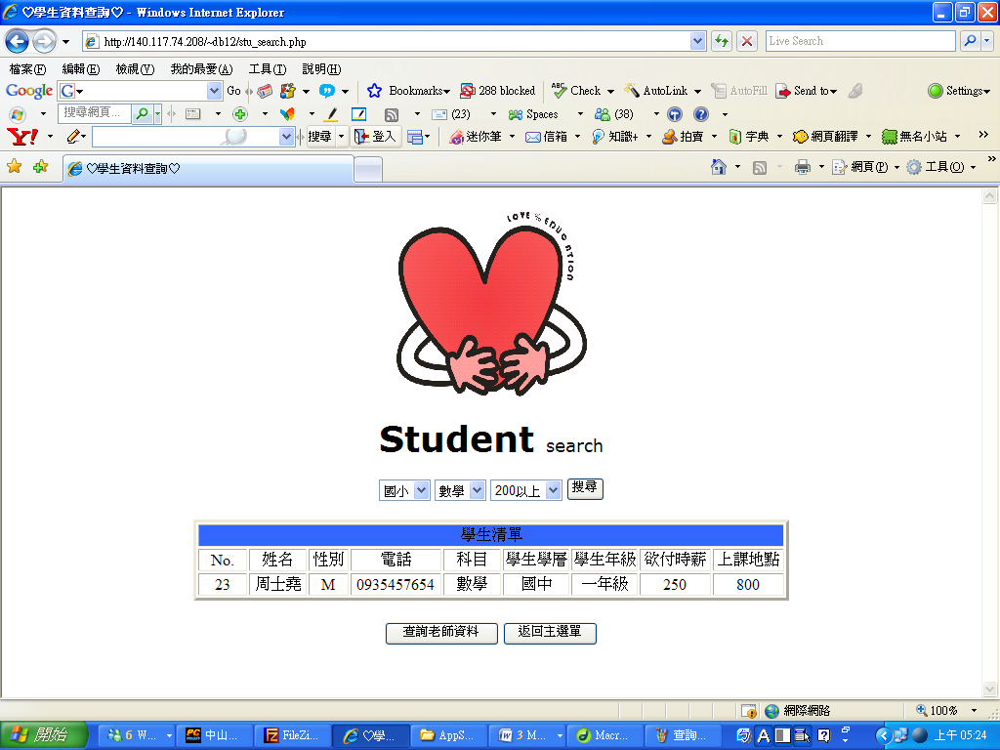 ♡學生資料查詢♡ - Windows Internet Explorer
http://140.117.74.208/~db12/stu_search.php
Live Search
檔案(F) 編輯(E) 檢視(V) 我的最愛(A) 工具(T) 說明(H)
Google G Go Bookmarks 288 blocked ABC Check AutoLink AutoFill Send to Settings
搜尋網頁... (23) Spaces (38)
Y! 搜尋 登入 迷你筆 信箱 知識+ 拍賣 字典 網頁翻譯 無名小站 »
♡學生資料查詢♡ 網頁(P) 工具(O) »
LOVE % EDUCATION
Student search
國小 數學 200以上 搜尋
學生清單
No. 姓名 性別 電話 科目 學生學曆 學生年級 欲付時薪 上課地點
23 周士堯 M 0935457654 數學 國中 一年級 250 800
查詢老師資料 返回主選單
網際網路 100%
開始 6 W... 中山... FileZi... ♡學... AppS... 3 M... Macr... 查詢... A 上午 05:24